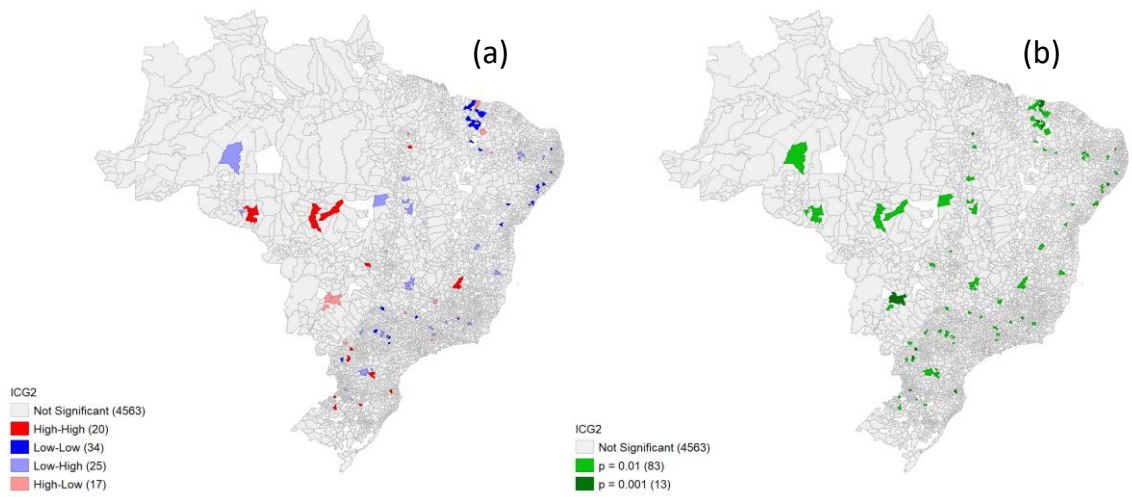 (a)
(b)
ICG2
Not Significant (4563)
High-High (20)
Low-Low (34)
Low-High (25)
High-Low (17)
ICG2
Not Significant (4563)
p = 0.01 (83)
p = 0.001 (13)